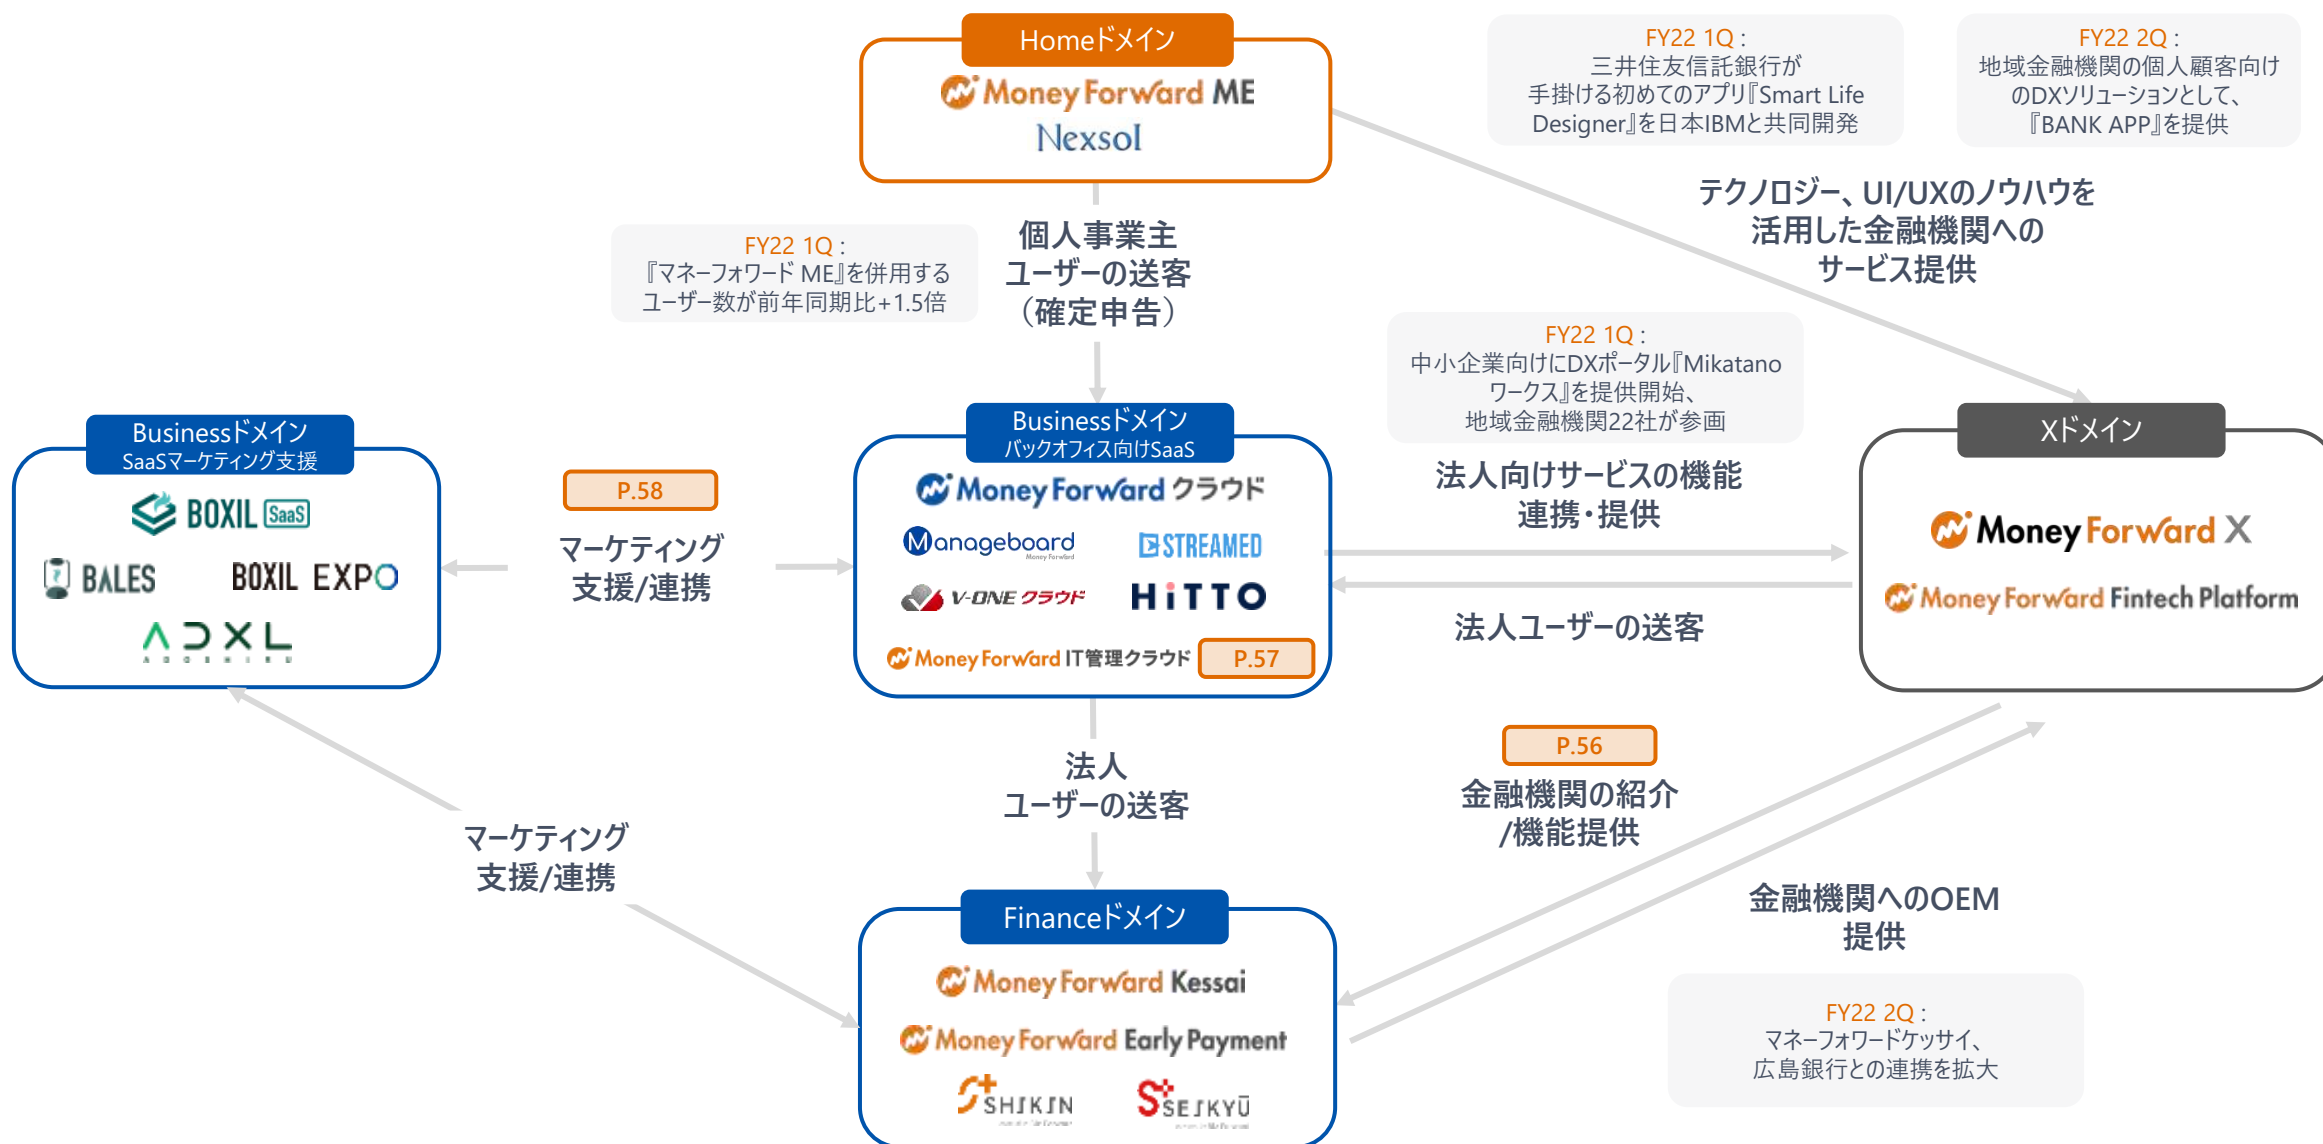 Homeドメイン
Money Forward ME
Nexsol
FY22 1Q :
三井住友信託銀行が
手掛ける初めてのアプリ『Smart Life
Designer』を日本IBMと共同開発
FY22 2Q :
地域金融機関の個人顧客向け
のDXソリューションとして、
『BANK APP』を提供
テクノロジー、UI/UXのノウハウを
活用した金融機関への
サービス提供
FY22 1Q :
『マネーフォワード ME』を併用する
ユーザー数が前年同期比+1.5倍
個人事業主
ユーザーの送客
（確定申告）
FY22 1Q :
中小企業向けにDXポータル『Mikatano
ワークス』を提供開始、
地域金融機関22社が参画
Businessドメイン
SaaSマーケティング支援
BOXIL SaaS
BALES
BOXIL EXPO
ADXL
P.58
マーケティング
支援/連携
Businessドメイン
バックオフィス向けSaaS
Money Forward クラウド
Manageboard
Money Forward
STREAMED
V-ONE クラウド
HiTTO
Money Forward IT管理クラウド
P.57
法人向けサービスの機能
連携・提供
法人ユーザーの送客
Xドメイン
Money Forward X
Money Forward Fintech Platform
法人
ユーザーの送客
P.56
金融機関の紹介
/機能提供
マーケティング
支援/連携
金融機関へのOEM
提供
Financeドメイン
Money Forward Kessai
Money Forward Early Payment
SHIKIN
SEIKYŪ
FY22 2Q :
マネーフォワードケッサイ、
広島銀行との連携を拡大